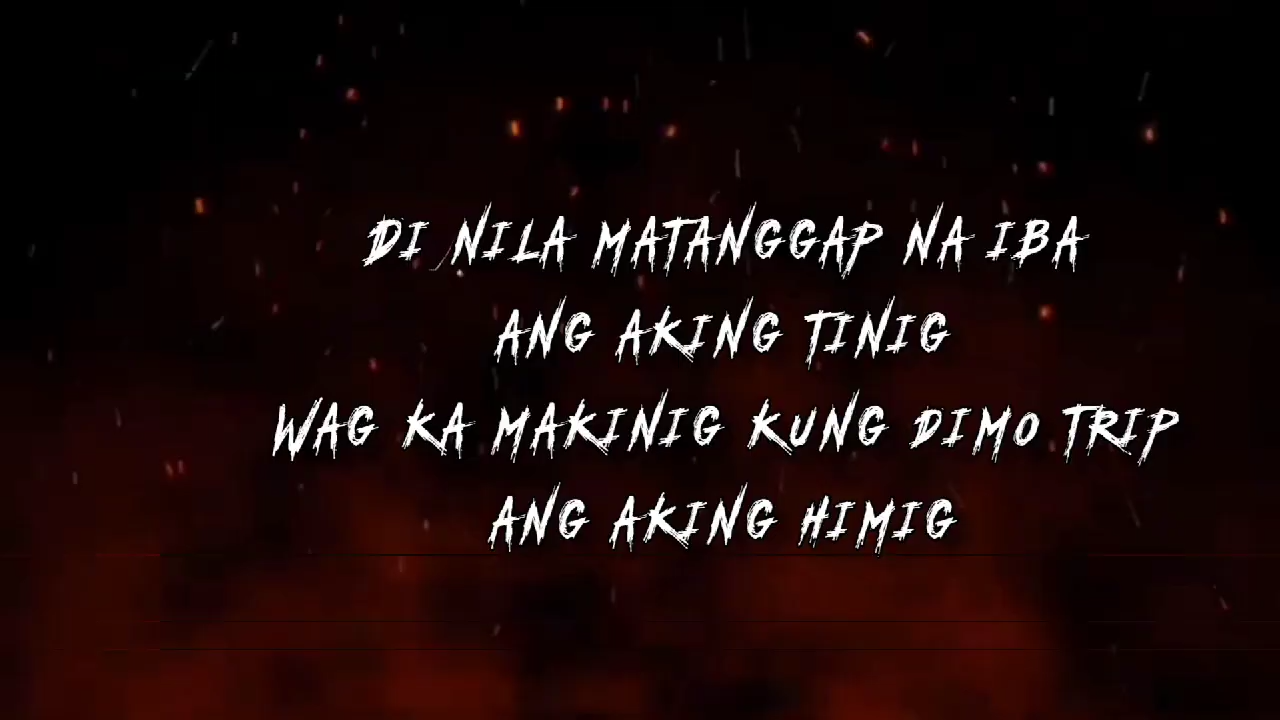 DI NILA MATANGGAP NA IBA
ANG AKING TINIG
WAG KA MAKINIG KUNG DIMO TRIP
ANG AKING HIMIG